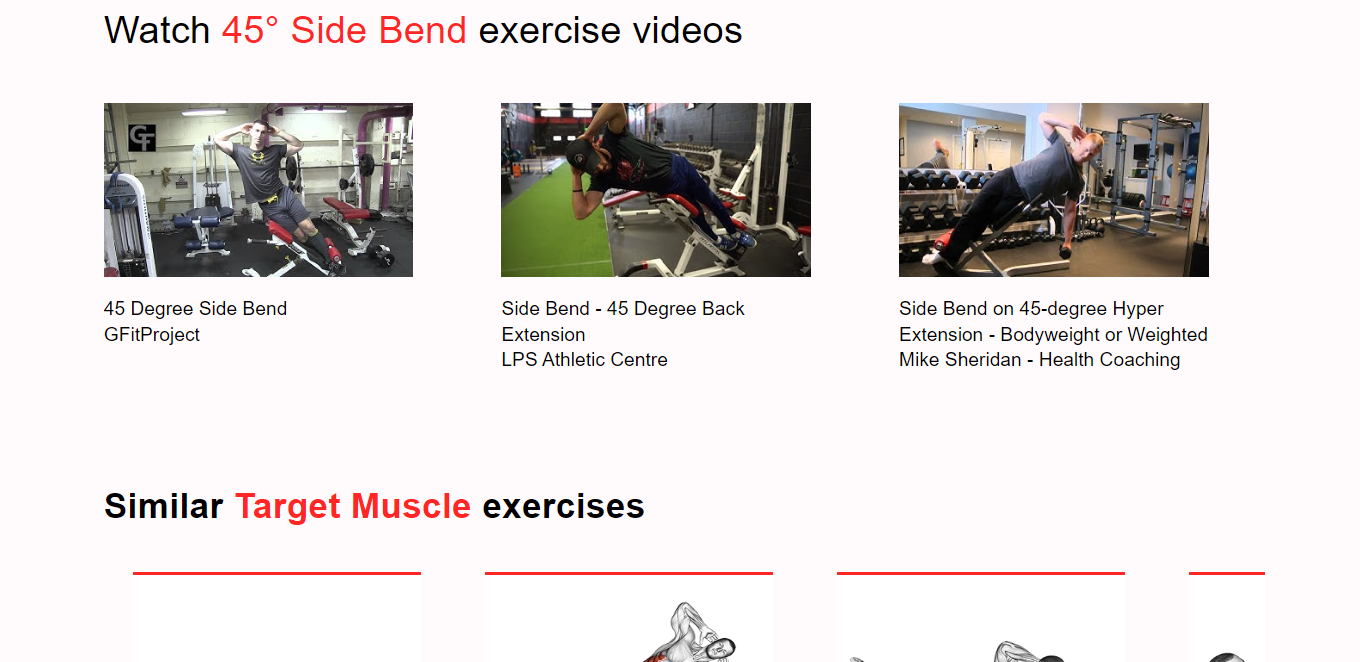 Watch 45° Side Bend exercise videos
GF
45 Degree Side Bend
GFitProject
Side Bend - 45 Degree Back
Extension
LPS Athletic Centre
Side Bend on 45-degree Hyper
Extension - Bodyweight or Weighted
Mike Sheridan - Health Coaching
Similar Target Muscle exercises